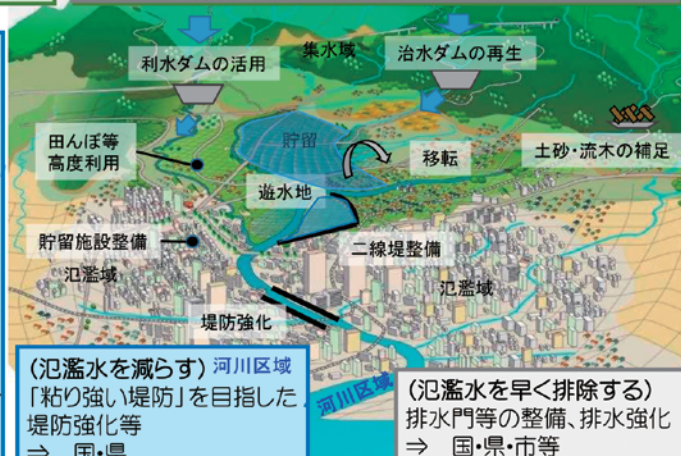 集水域
利水ダムの活用
治水ダムの再生
田んぼ等
高度利用
貯留
移転
土砂・流木の補足
遊水地
貯留施設整備
二線堤整備
氾濫域
氾濫域
堤防強化
(氾濫水を減らす) 河川区域
「粘り強い堤防」を目指した
堤防強化等
⇒ 国・県
河川区域
(氾濫水を早く排除する)
排水門等の整備、排水強化
⇒ 国・県・市等